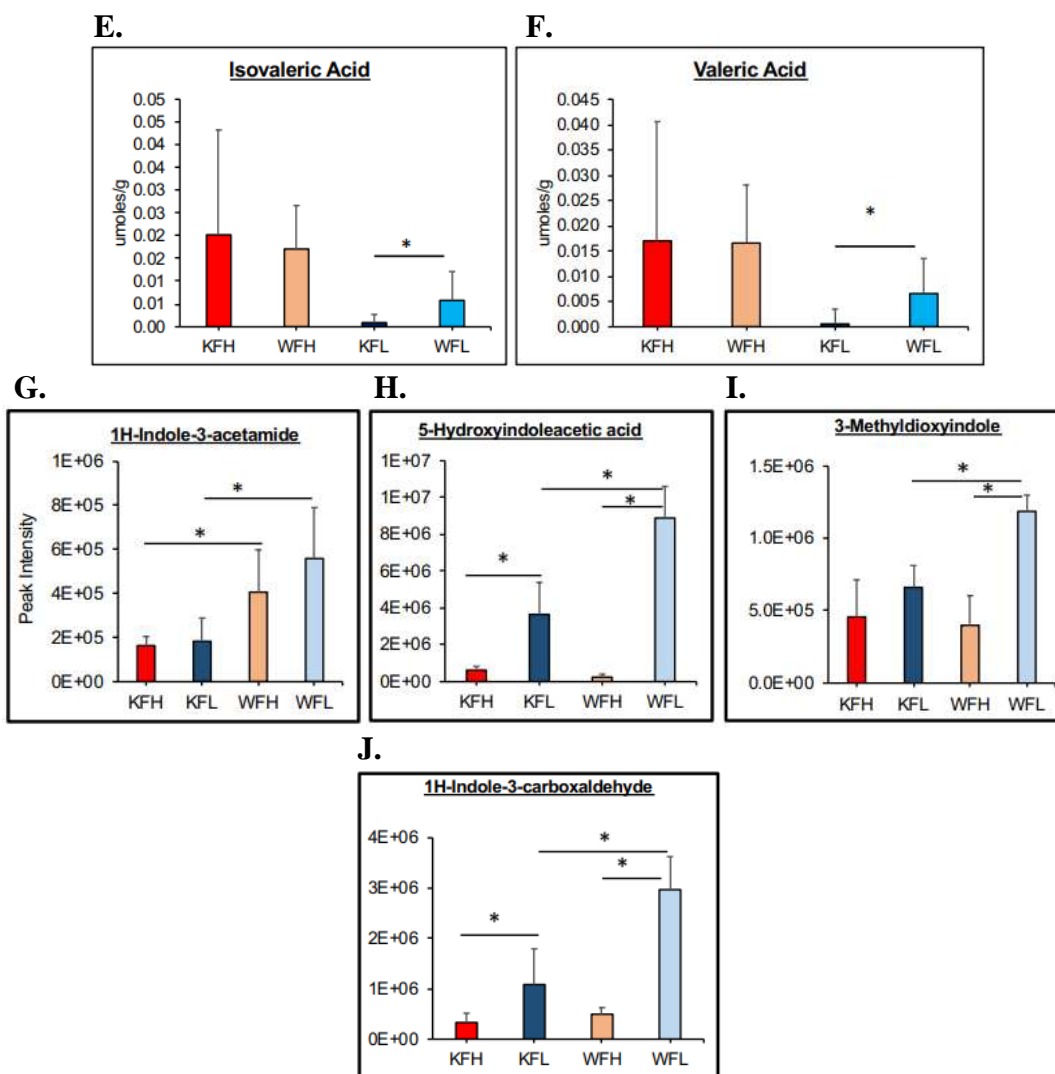 E.
Isovaleric Acid
umoles/g
0.05
0.05
0.04
0.04
0.03
0.03
0.02
0.02
0.01
0.01
0.00
*
KFH WFH KFL WFL
F.
Valeric Acid
umoles/g
0.045
0.040
0.035
0.030
0.025
0.020
0.015
0.010
0.005
0.000
*
KFH WFH KFL WFL
G.
1H-Indole-3-acetamide
Peak Intensity
1E+06
8E+05
6E+05
4E+05
2E+05
0E+00
*
*
KFH KFL WFH WFL
H.
5-Hydroxyindoleacetic acid
1E+07
1E+07
8E+06
6E+06
4E+06
2E+06
0E+00
*
*
*
KFH KFL WFH WFL
I.
3-Methyldioxyindole
1.5E+06
1.0E+06
5.0E+05
0.0E+00
*
*
KFH KFL WFH WFL
J.
1H-Indole-3-carboxaldehyde
4E+06
3E+06
2E+06
1E+06
0E+00
*
*
*
KFH KFL WFH WFL